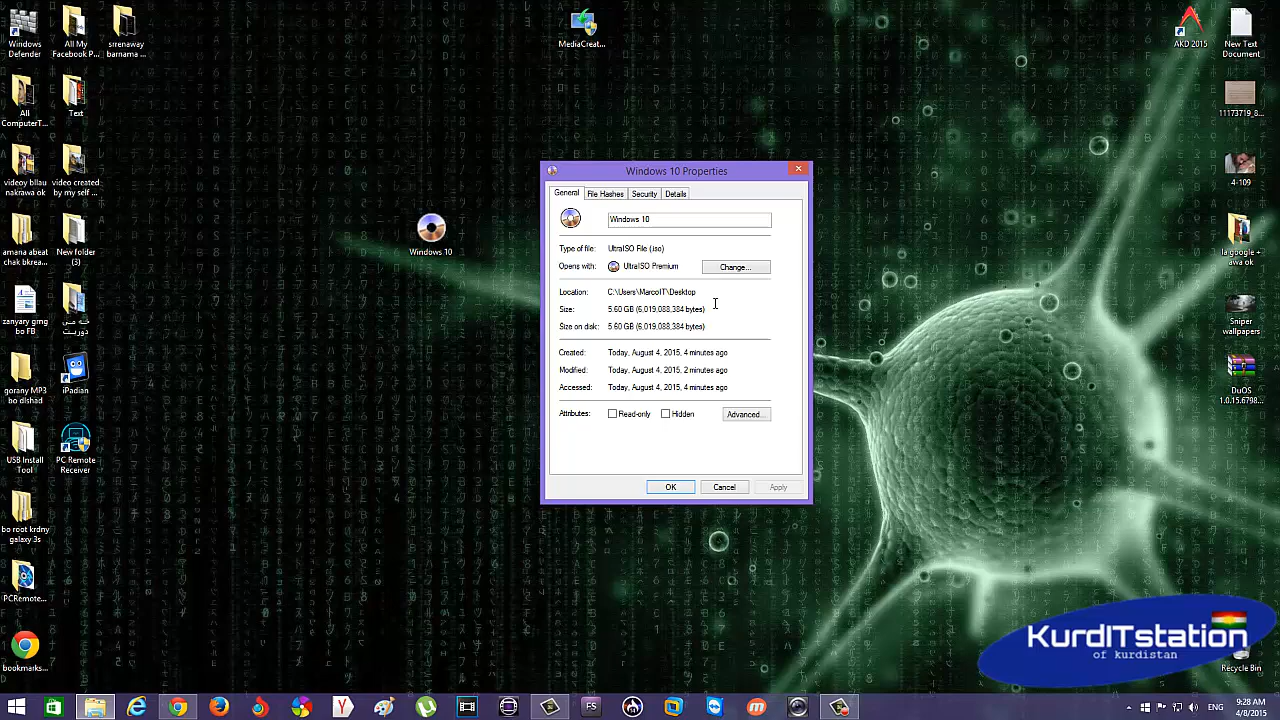 Windows Defender
All My Facebook P...
srrenaway barnama ...
MediaCreat...
AKD 2015
New Text Document
All ComputerT...
Text
11173719_8...
videoy bllau nakrawa ok
video created by my self ...
4-109
amana abeat chak bkrea...
New folder (3)
Windows 10
la google + awa ok
zanyary grng bo FB
Sniper wallpapers
gorany MP3 bo dlshad
iPadian
DuOS 1.0.15.6798...
USB Install Tool
PC Remote Receiver
bo root krdny galaxy 3s
PCRemote...
bookmarks...
Recycle Bin
Windows 10 Properties
General
File Hashes
Security
Details
Windows 10
Type of file:
UltraISO File (.iso)
Opens with:
UltraISO Premium
Change...
Location:
C:\Users\MarcoIT\Desktop
Size:
5.60 GB (6,019,088,384 bytes)
Size on disk:
5.60 GB (6,019,088,384 bytes)
Created:
Today, August 4, 2015, 4 minutes ago
Modified:
Today, August 4, 2015, 2 minutes ago
Accessed:
Today, August 4, 2015, 4 minutes ago
Attributes:
Read-only
Hidden
Advanced...
OK
Cancel
Apply
KurdITstation
of kurdistan
FS
ENG
9:28 AM
4/8/2015